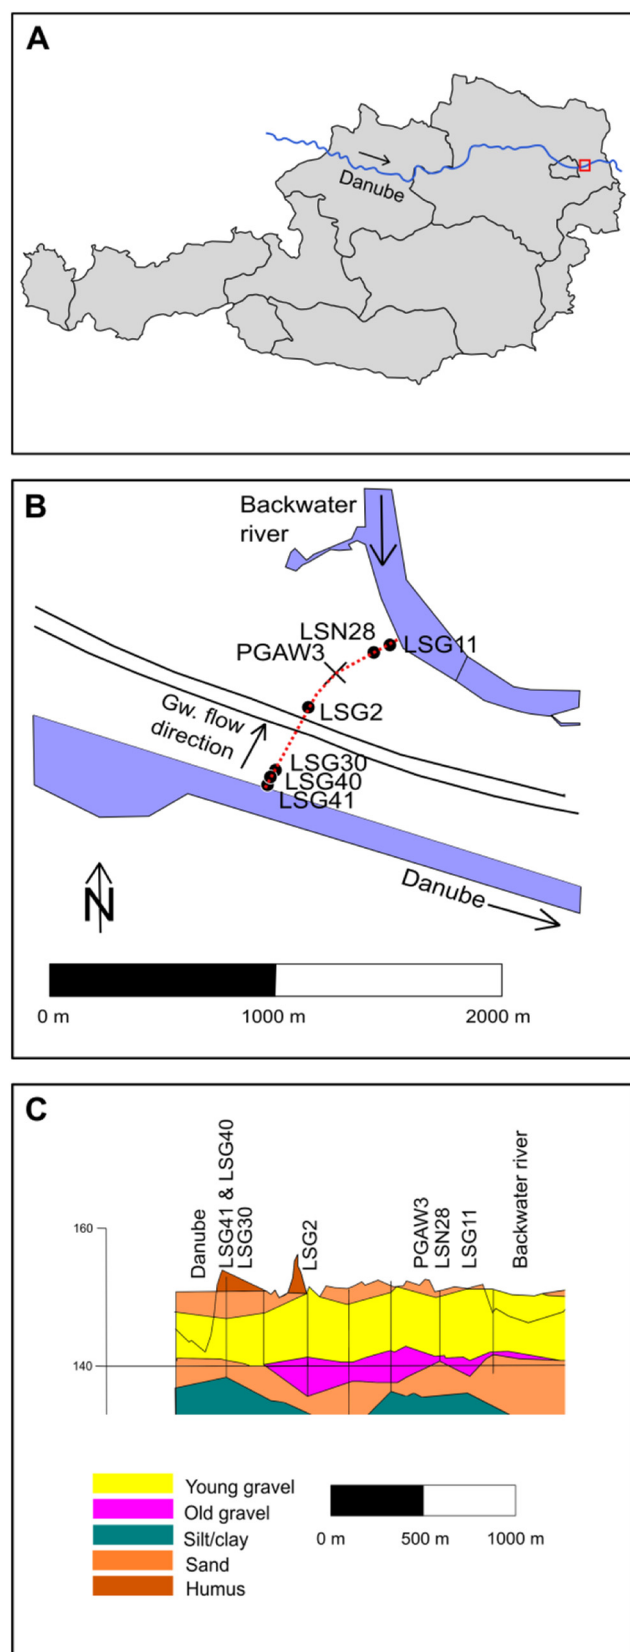 A
Danube
B
Backwater
river
LSN28
LSG11
PGAW3
LSG2
Gw. flow
direction
LSG30
LSG40
LSG41
Danube
N
0 m
1000 m
2000 m
C
Danube
LSG41 & LSG40
LSG30
LSG2
PGAW3
LSN28
LSG11
Backwater river
160
140
Young gravel
Old gravel
Silt/clay
Sand
Humus
0 m
500 m
1000 m